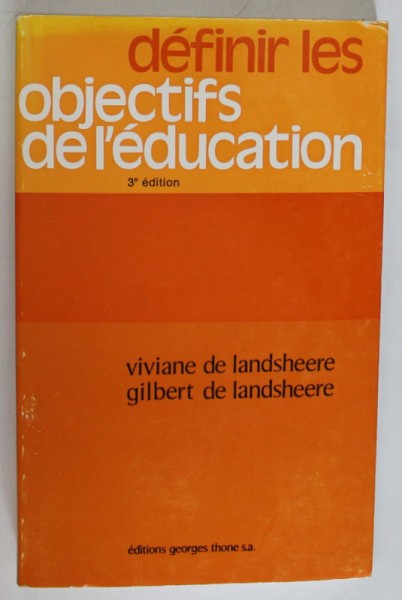 définir les
objectifs
de l'éducation
3e édition
viviane de landsheere
gilbert de landsheere
éditions georges thone s.a.